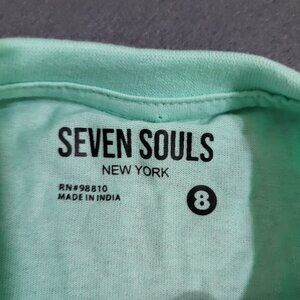 SEVEN SOULS
NEW YORK
RN#98810
MADE IN INDIA
8